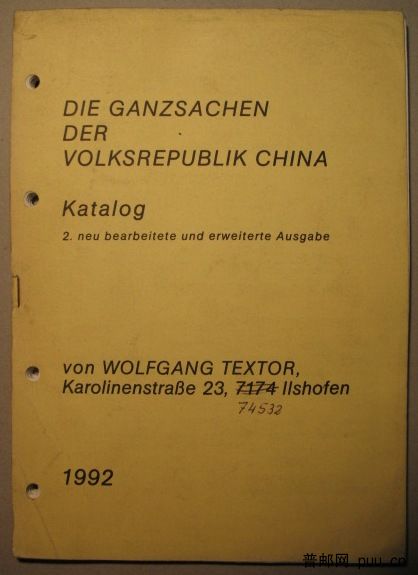 DIE GANZSACHEN
DER
VOLKSREPUBLIK CHINA
Katalog
2. neu bearbeitete und erweiterte Ausgabe
von WOLFGANG TEXTOR,
Karolinenstraße 23, 7174 Ilshofen
74532
1992
普邮网 puu.cn